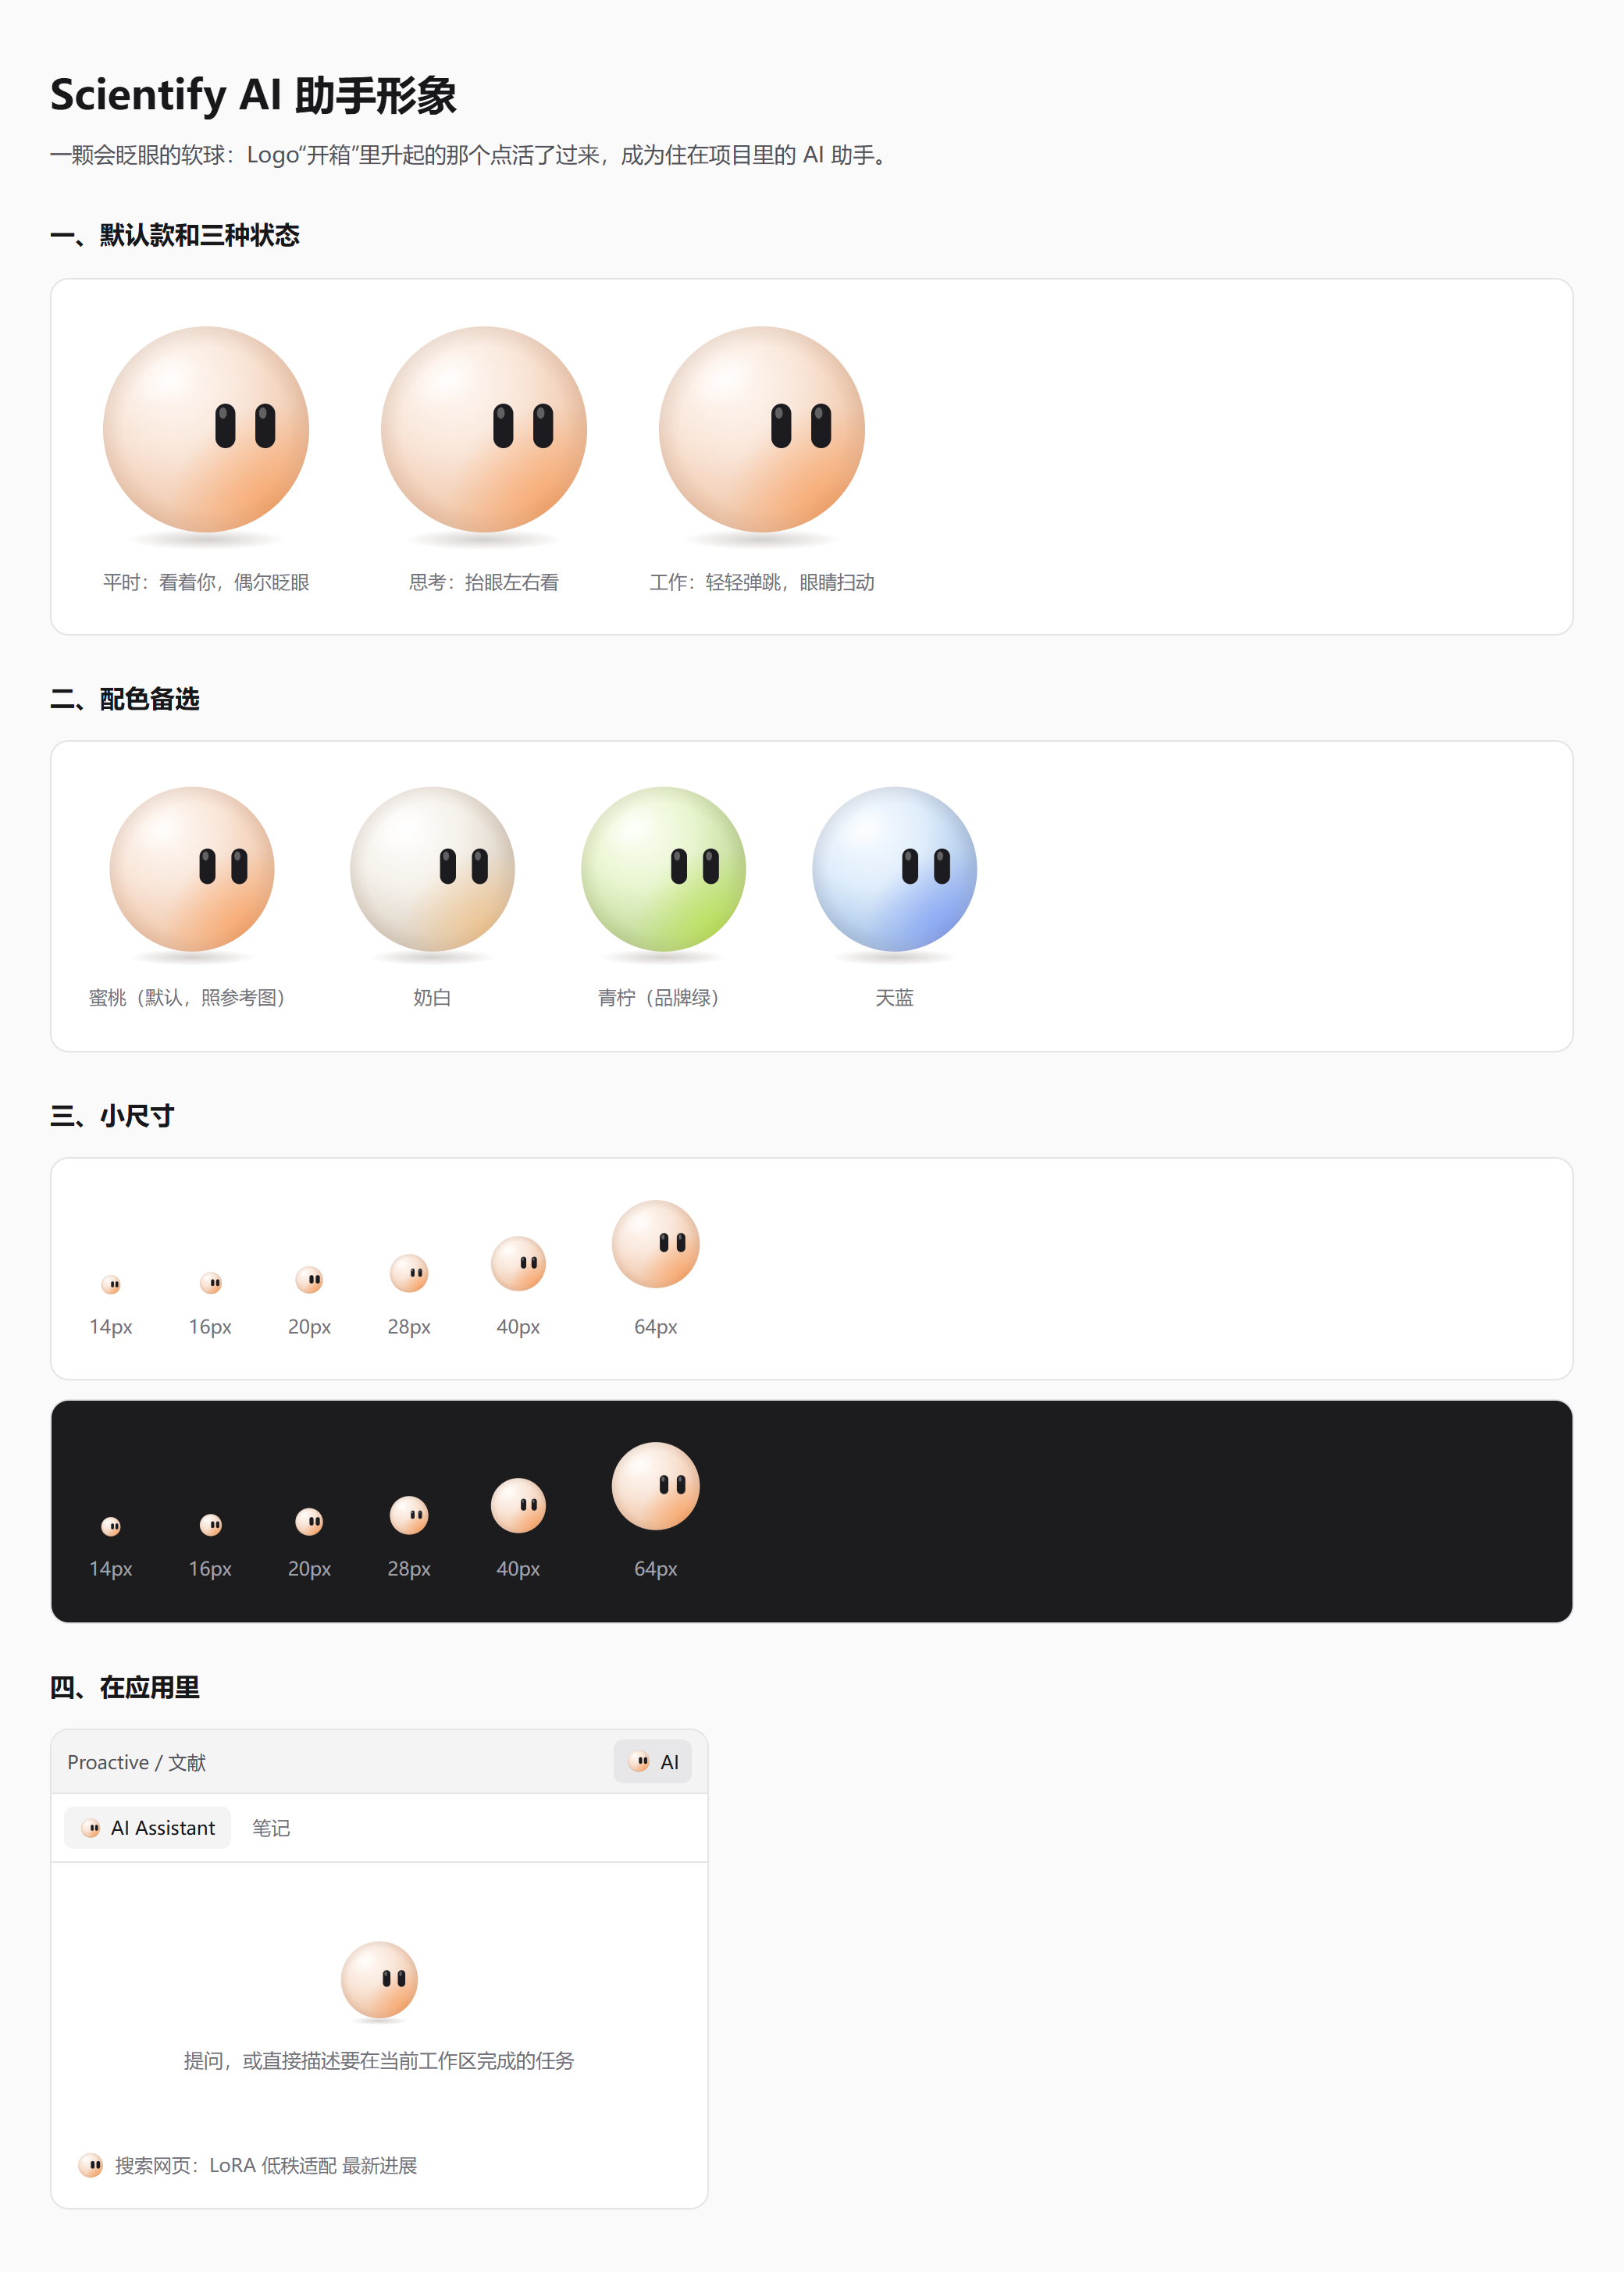 Scientify AI 助手形象
一颗会眨眼的软球：Logo“开箱”里升起的那个点活了过来，成为住在项目里的 AI 助手。
一、默认款和三种状态
平时：看着你，偶尔眨眼
思考：抬眼左右看
工作：轻轻弹跳，眼睛扫动
二、配色备选
蜜桃（默认，照参考图）
奶白
青柠（品牌绿）
天蓝
三、小尺寸
14px
16px
20px
28px
40px
64px
14px
16px
20px
28px
40px
64px
四、在应用里
Proactive / 文献
AI
AI Assistant
笔记
提问，或直接描述要在当前工作区完成的任务
搜索网页：LoRA 低秩适配 最新进展